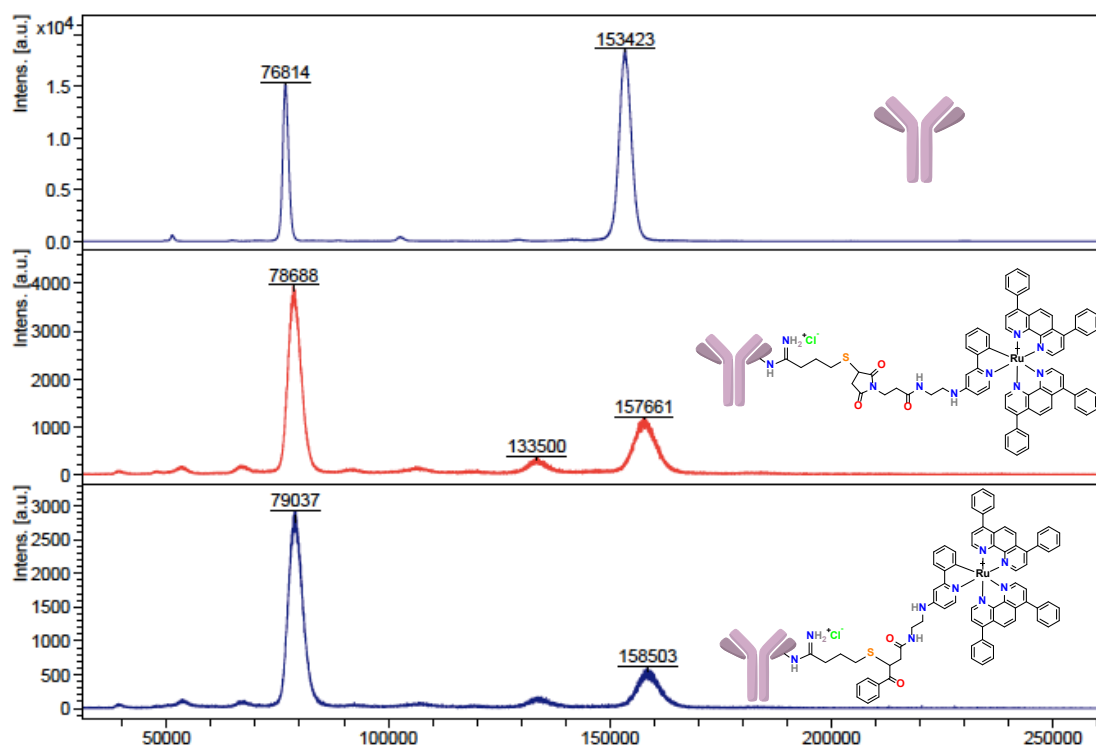 Intens. [a.u.]
x10⁴
1.5
1.0
0.5
0.0
76814
153423
Intens. [a.u.]
4000
3000
2000
1000
0
78688
133500
157661
NH₂⁺Cl⁻
N
H
S
O
O
N
O
H
N
N
H
N
N
N
N
N
Ru
+
Intens. [a.u.]
3000
2500
2000
1500
1000
500
0
79037
158503
NH₂⁺Cl⁻
N
H
S
O
O
N
H
H
N
N
N
N
N
N
Ru
+
50000
100000
150000
200000
250000